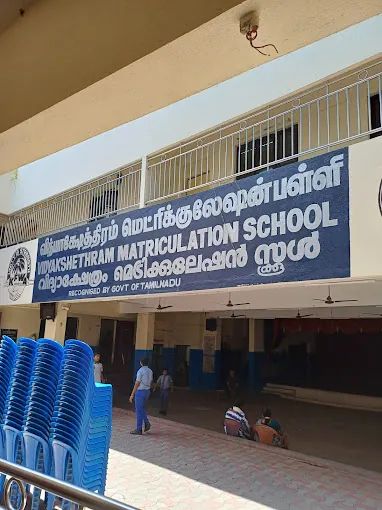 வித்யாக்ஷேத்திரம் மெட்ரிக்குலேஷன் பள்ளி
VIDYAKSHETHRAM MATRICULATION SCHOOL
വിദ്യാക്ഷേത്രം മെടിക്കുലേഷൻ സ്കൂൾ
RECOGNISED BY GOVT OF TAMILNADU